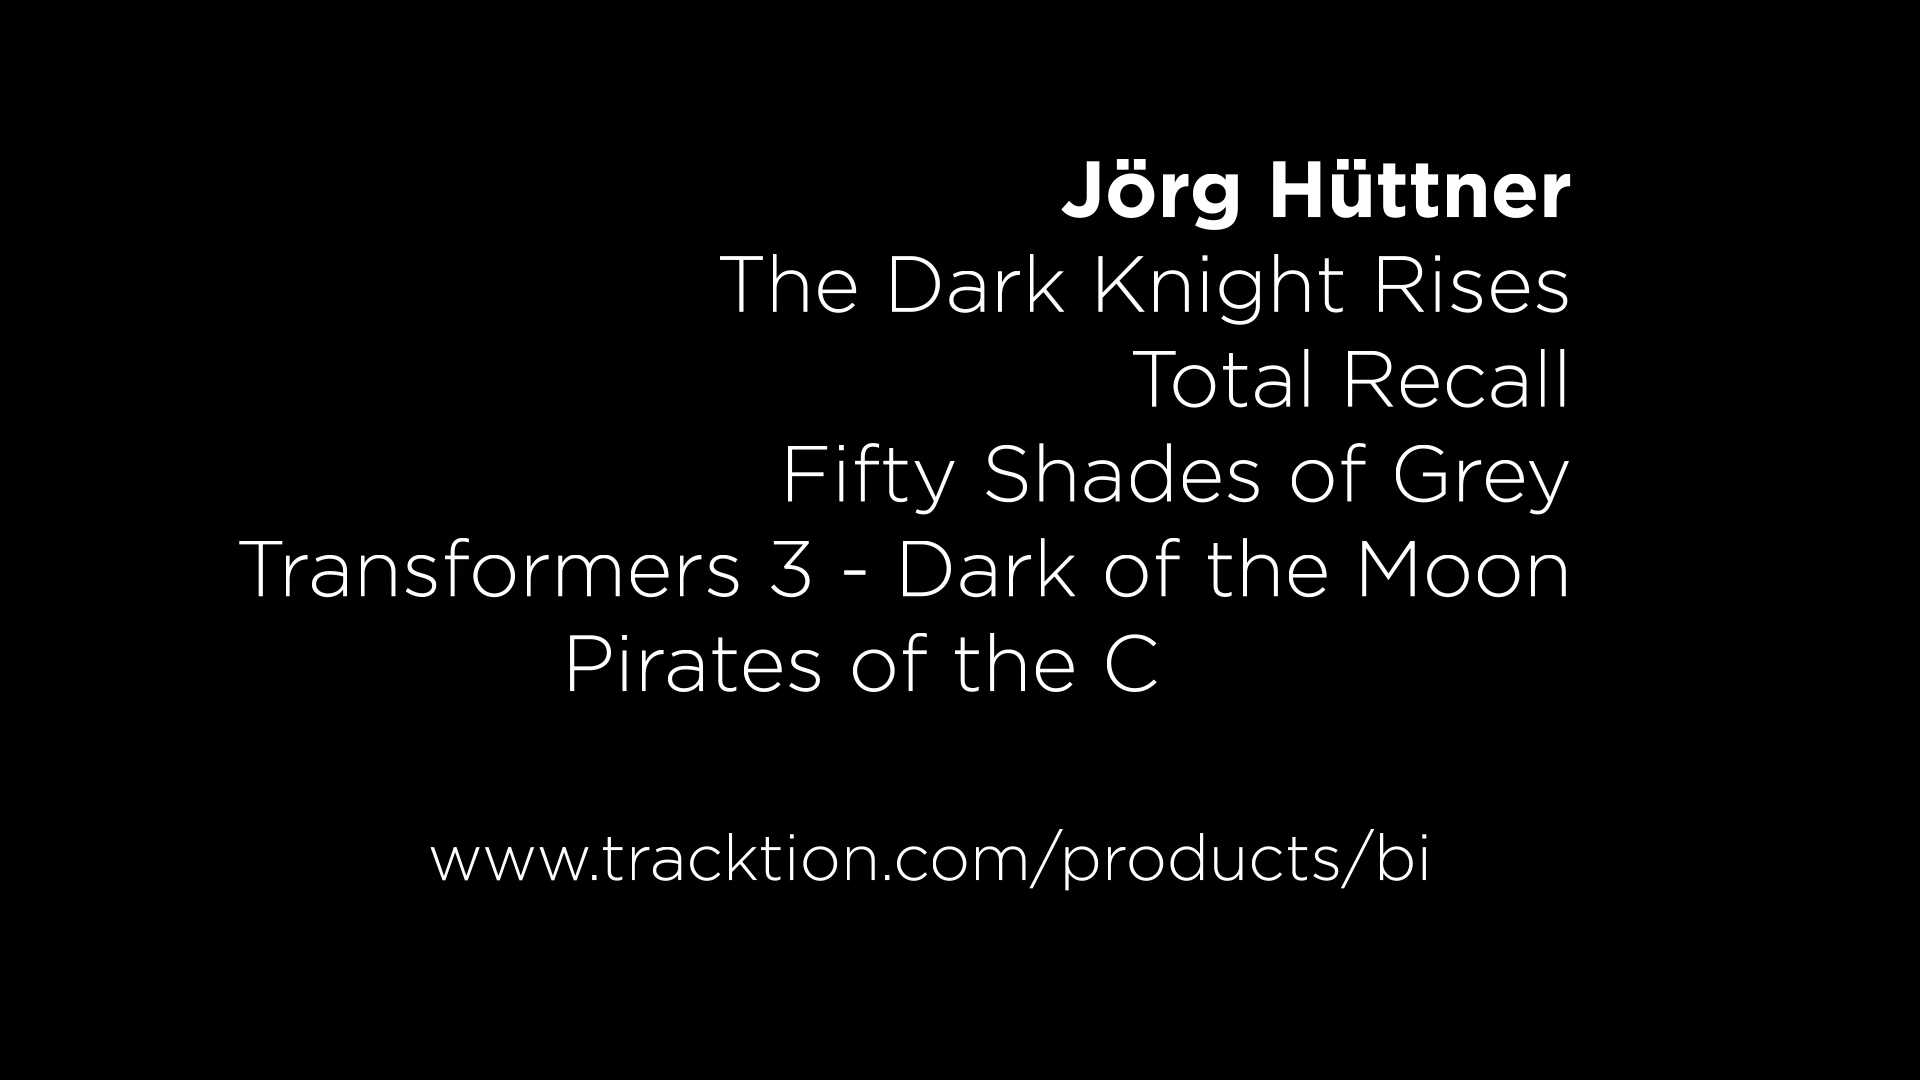 Jörg Hüttner
The Dark Knight Rises
Total Recall
Fifty Shades of Grey
Transformers 3 - Dark of the Moon
Pirates of the C
www.tracktion.com/products/bi